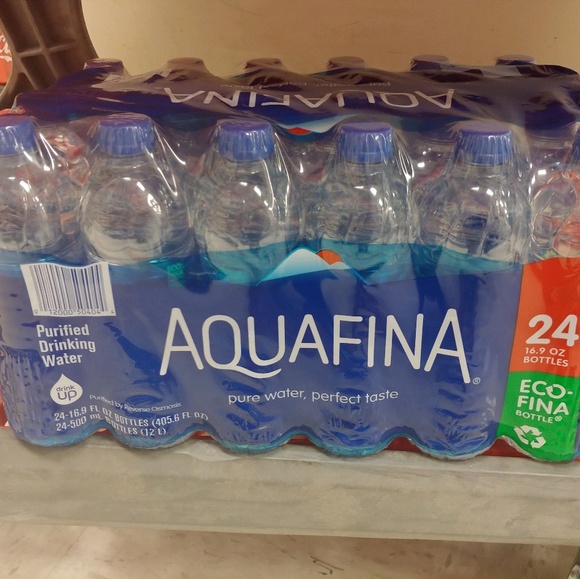 AQUAFINA
12000 50404
Purified
Drinking
Water
drink
up
AQUAFINA®
pure water, perfect taste
purified by Reverse Osmosis
24-16.9 FL OZ BOTTLES (405.6 FL OZ)
24-500 mL BOTTLES (12 L)
24
16.9 OZ
BOTTLES
ECO-
FINA
BOTTLE®